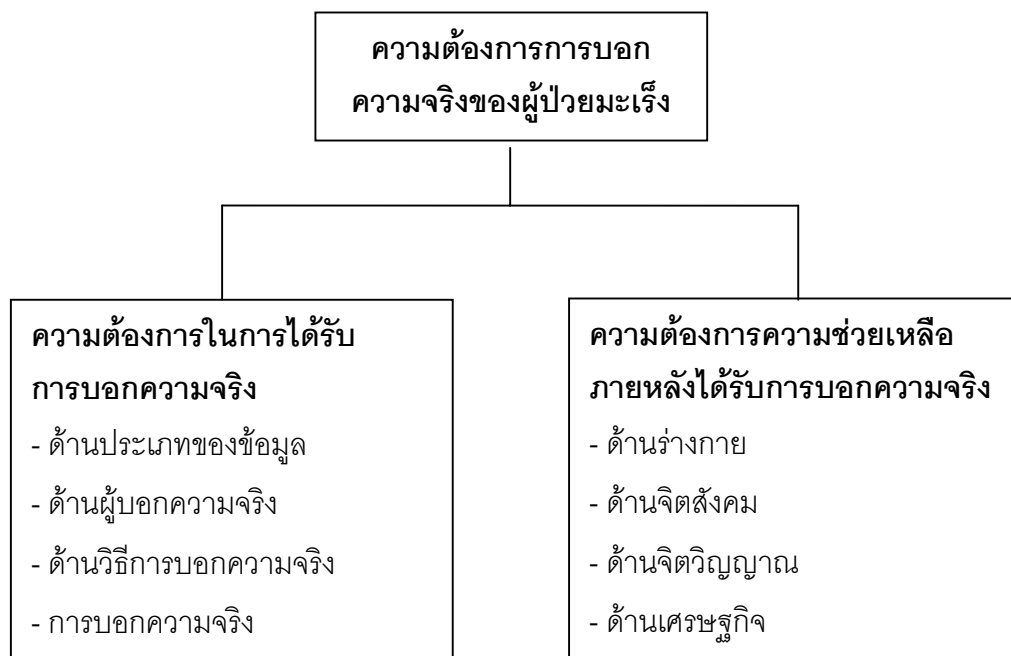 ความต้องการการบอก
ความจริงของผู้ป่วยมะเร็ง
ความต้องการในการได้รับ
การบอกความจริง
- ด้านประเภทของข้อมูล
- ด้านผู้บอกความจริง
- ด้านวิธีการบอกความจริง
- การบอกความจริง
ความต้องการความช่วยเหลือ
ภายหลังได้รับการบอกความจริง
- ด้านร่างกาย
- ด้านจิตสังคม
- ด้านจิตวิญญาณ
- ด้านเศรษฐกิจ